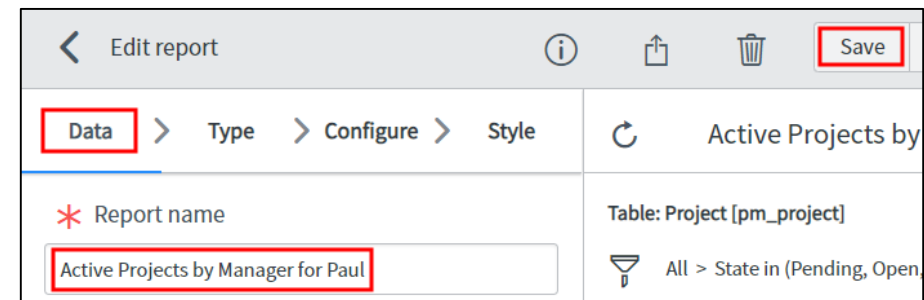 Edit report
Save
Data
Type
Configure
Style
Active Projects by
Report name
Table: Project [pm_project]
Active Projects by Manager for Paul
All > State in (Pending, Open,